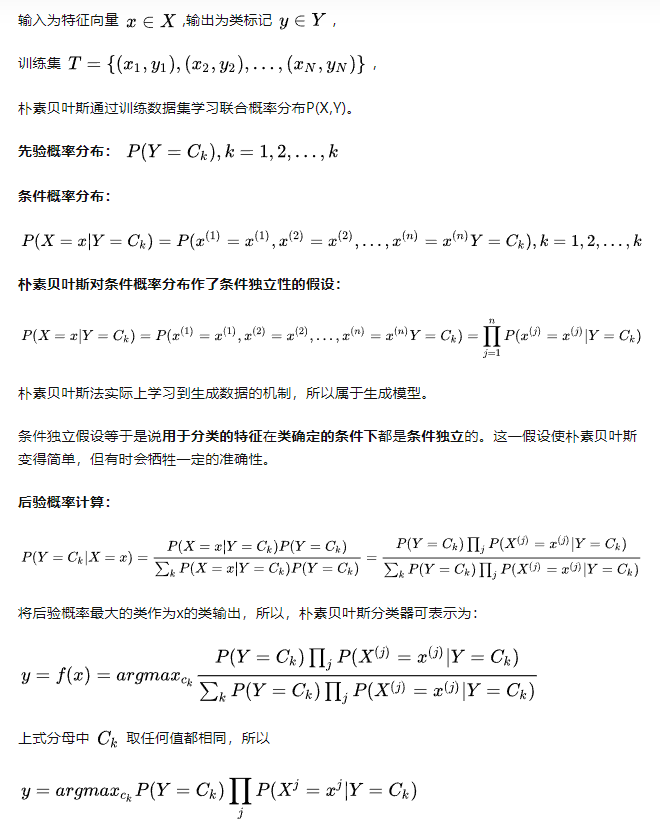 输入为特征向量 $x \in X$ ,输出为类标记 $y \in Y$ ，
训练集 $T = \{(x_1, y_1), (x_2, y_2), \ldots, (x_N, y_N)\}$ ，
朴素贝叶斯通过训练数据集学习联合概率分布P(X,Y)。
先验概率分布： $P(Y = C_k), k = 1, 2, \ldots, k$
条件概率分布：
$P(X = x|Y = C_k) = P(x^{(1)} = x^{(1)}, x^{(2)} = x^{(2)}, \ldots, x^{(n)} = x^{(n)} Y = C_k), k = 1, 2, \ldots, k$
朴素贝叶斯对条件概率分布作了条件独立性的假设：
$P(X = x|Y = C_k) = P(x^{(1)} = x^{(1)}, x^{(2)} = x^{(2)}, \ldots, x^{(n)} = x^{(n)} Y = C_k) = \prod_{j=1}^{n} P(x^{(j)} = x^{(j)}|Y = C_k)$
朴素贝叶斯法实际上学习到生成数据的机制，所以属于生成模型。
条件独立假设等于是说用于分类的特征在类确定的条件下都是条件独立的。这一假设使朴素贝叶斯
变得简单，但有时会牺牲一定的准确性。
后验概率计算：
$P(Y = C_k|X = x) = \frac{P(X = x|Y = C_k)P(Y = C_k)}{\sum_k P(X = x|Y = C_k)P(Y = C_k)} = \frac{P(Y = C_k)\prod_j P(X^{(j)} = x^{(j)}|Y = C_k)}{\sum_k P(Y = C_k)\prod_j P(X^{(j)} = x^{(j)}|Y = C_k)}$
将后验概率最大的类作为x的类输出，所以，朴素贝叶斯分类器可表示为：
$y = f(x) = argmax_{c_k} \frac{P(Y = C_k)\prod_j P(X^{(j)} = x^{(j)}|Y = C_k)}{\sum_k P(Y = C_k)\prod_j P(X^{(j)} = x^{(j)}|Y = C_k)}$
上式分母中 $C_k$ 取任何值都相同，所以
$y = argmax_{c_k} P(Y = C_k) \prod_j P(X^j = x^j|Y = C_k)$